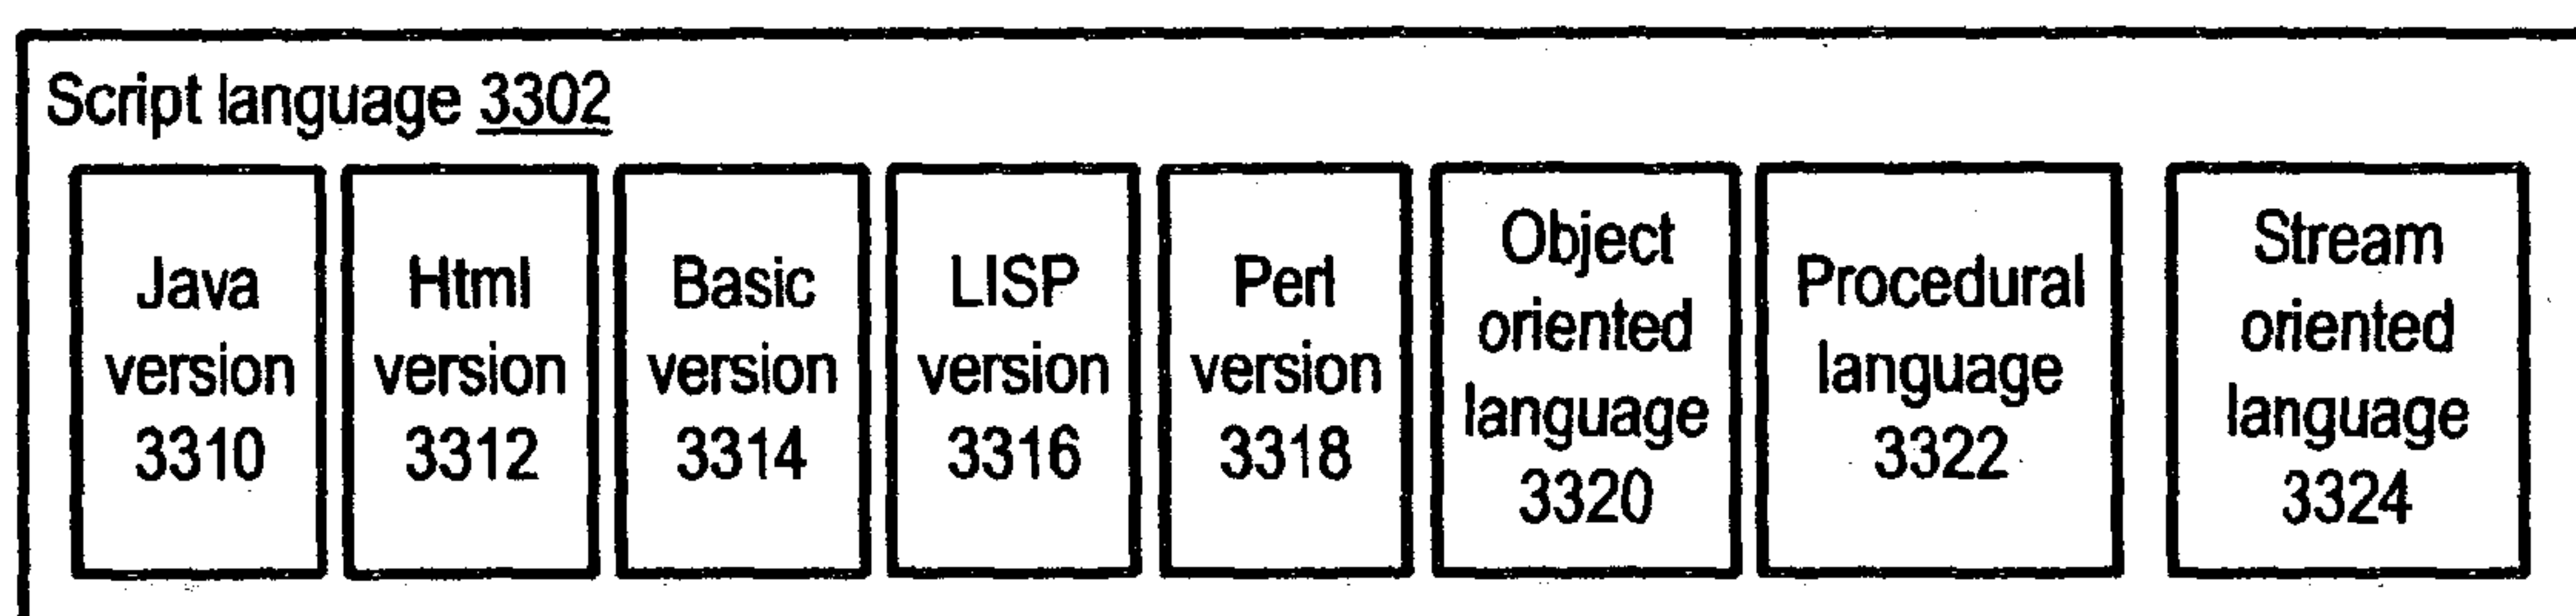 Script language 3302
Java
version
3310
Html
version
3312
Basic
version
3314
LISP
version
3316
Perl
version
3318
Object
oriented
language
3320
Procedural
language
3322
Stream
oriented
language
3324